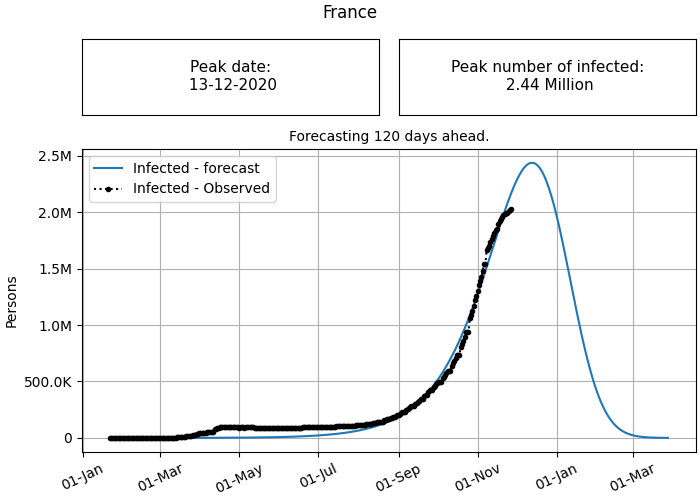 France
Peak date:
13-12-2020
Peak number of infected:
2.44 Million
Forecasting 120 days ahead.
Infected - forecast
Infected - Observed
2.5M
2.0M
1.5M
1.0M
500.0K
0
Persons
01-Jan
01-Mar
01-May
01-Jul
01-Sep
01-Nov
01-Jan
01-Mar